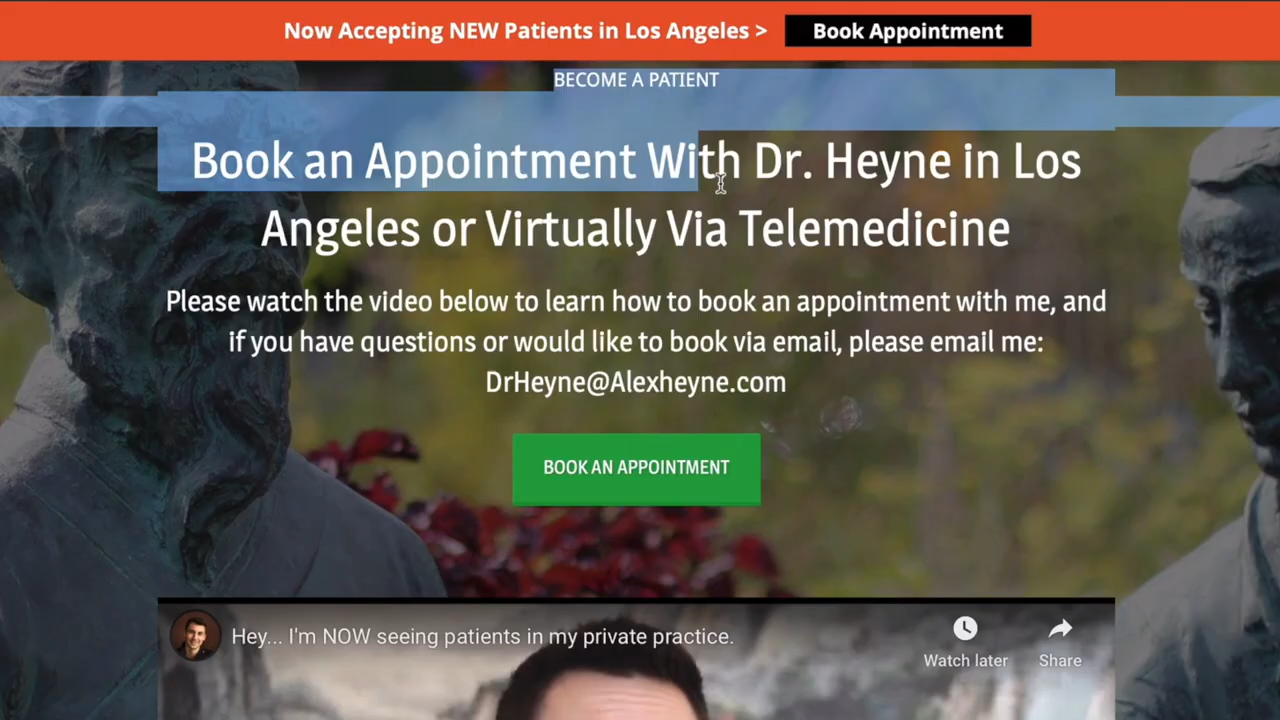 Now Accepting NEW Patients in Los Angeles > Book Appointment
BECOME A PATIENT
Book an Appointment With Dr. Heyne in Los
Angeles or Virtually Via Telemedicine
Please watch the video below to learn how to book an appointment with me, and
if you have questions or would like to book via email, please email me:
DrHeyne@Alexheyne.com
BOOK AN APPOINTMENT
Hey... I'm NOW seeing patients in my private practice.
Watch later
Share